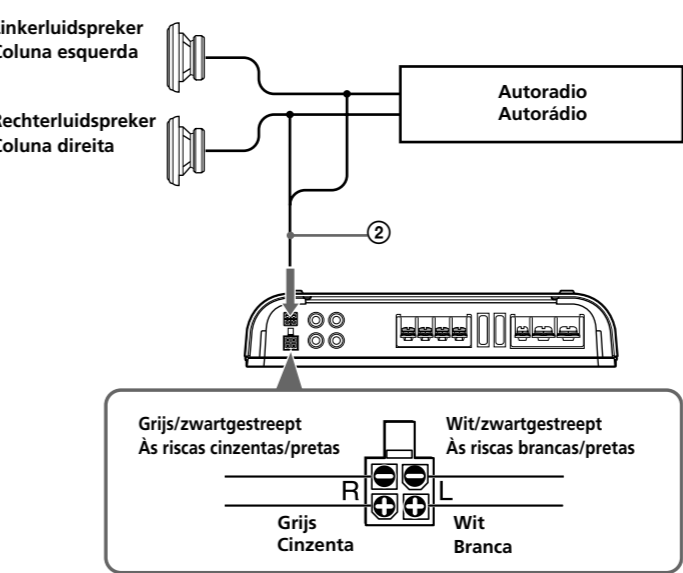 Linkerluidspreker
Coluna esquerda
Autoradio
Autorádio
Rechterluidspreker
Coluna direita
2
Grijs/zwartgestreept
Às riscas cinzentas/pretas
Wit/zwartgestreept
Às riscas brancas/pretas
R
L
Grijs
Cinzenta
Wit
Branca